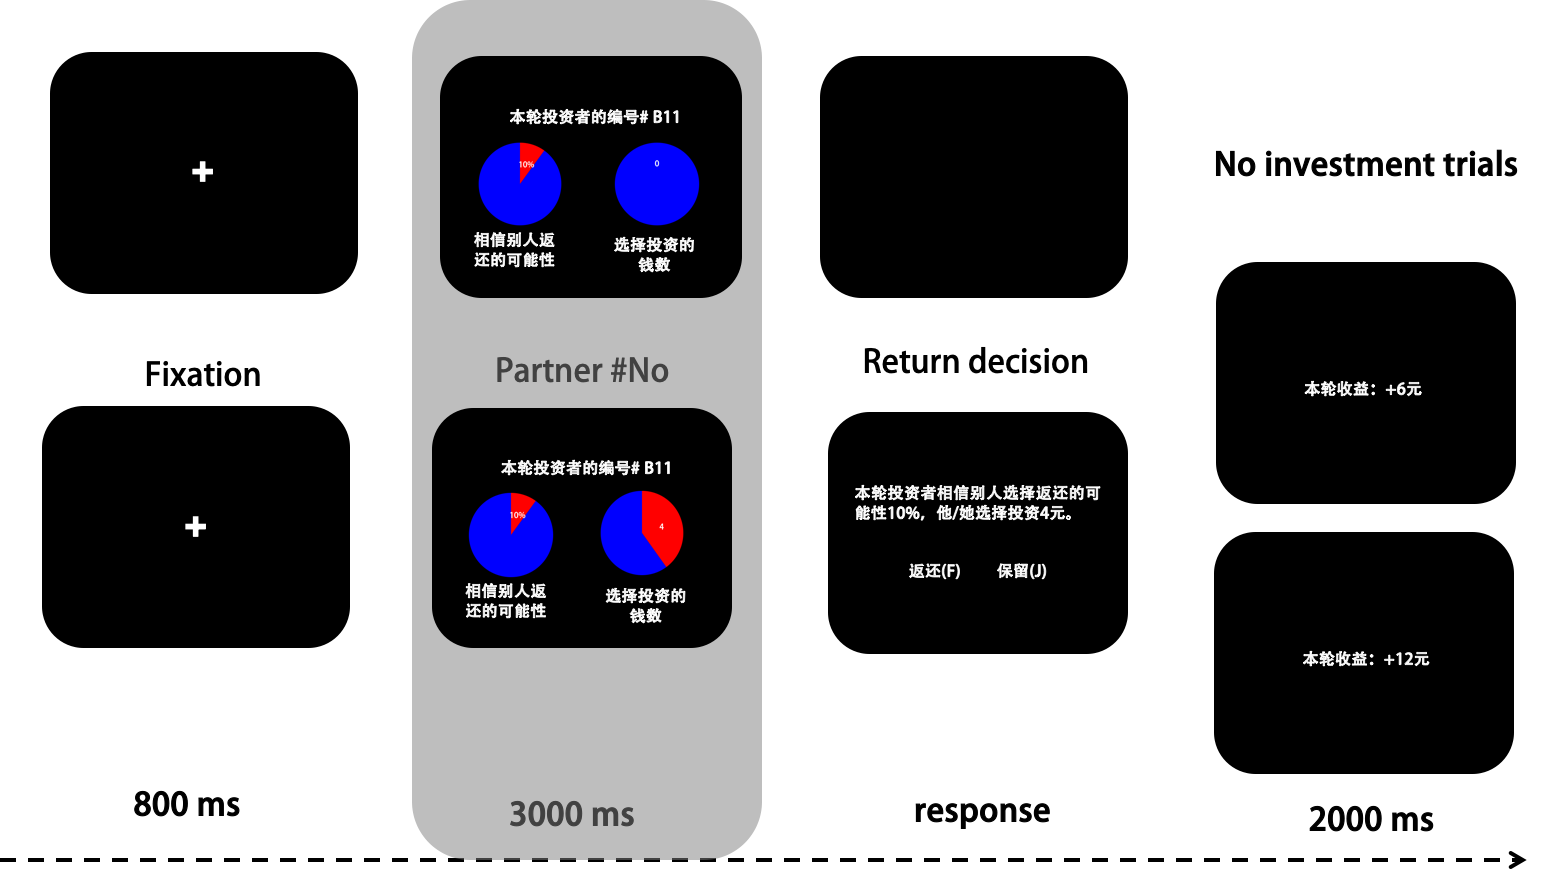 本轮投资者的编号# B11
10%
0
相信别人返
还的可能性
选择投资的
钱数
No investment trials
Fixation
Partner #No
Return decision
本轮收益：+6元
本轮投资者的编号# B11
10%
4
相信别人返
还的可能性
选择投资的
钱数
本轮投资者相信别人选择返还的可
能性10%，他/她选择投资4元。
返还(F) 保留(J)
本轮收益：+12元
800 ms
3000 ms
response
2000 ms